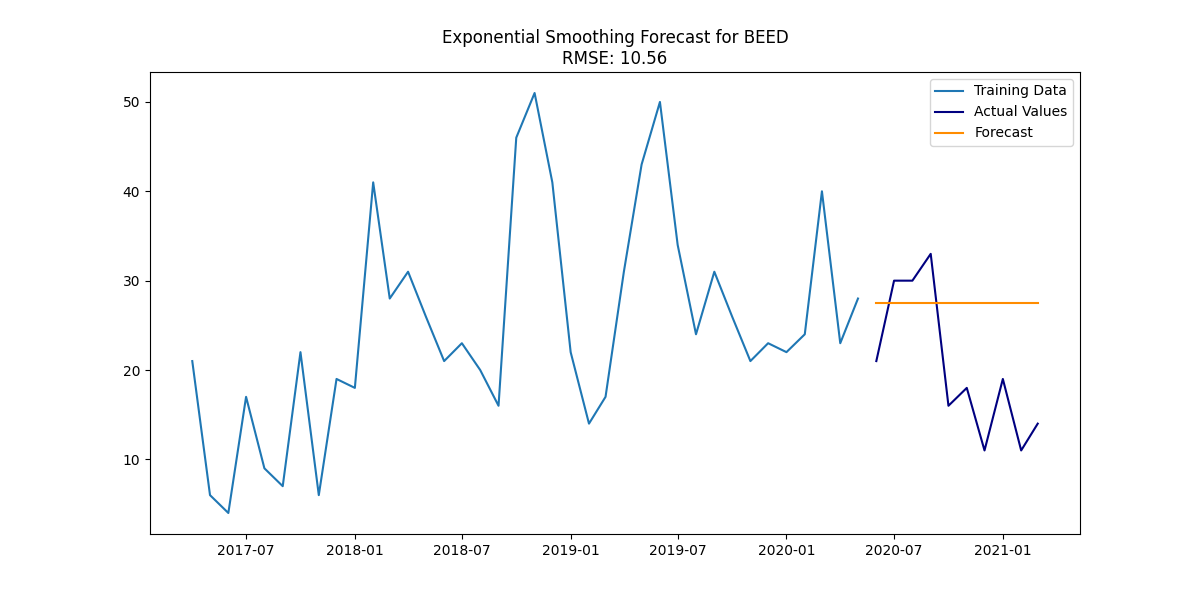 Exponential Smoothing Forecast for BEED
RMSE: 10.56
Training Data
Actual Values
Forecast
50
40
30
20
10
2017-07 2018-01 2018-07 2019-01 2019-07 2020-01 2020-07 2021-01